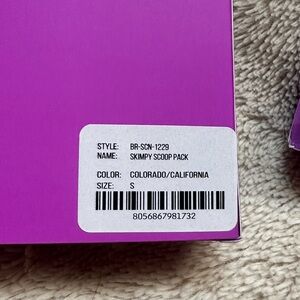 STYLE: BR-SCN-1229
NAME: SKIMPY SCOOP PACK
COLOR: COLORADO/CALIFORNIA
SIZE: S
8056867981732